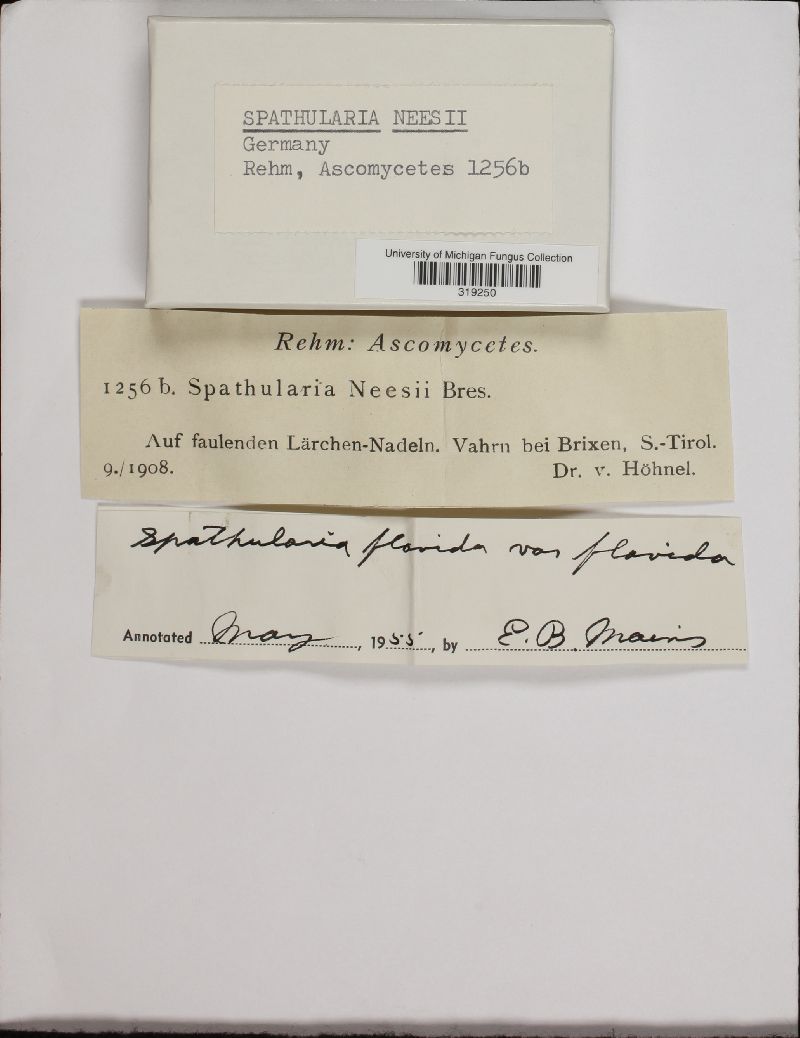 SPATHULARIA NEESII
Germany
Rehm, Ascomycetes 1256b
University of Michigan Fungus Collection
319250
Rehm: Ascomycetes.
1256 b. Spathularia Neesii Bres.
Auf faulenden Lärchen-Nadeln. Vahrn bei Brixen, S.-Tirol.
9./1908. Dr. v. Höhnel.
Spathularia flavida var flavida
Annotated May, 1955, by E. B. Mains